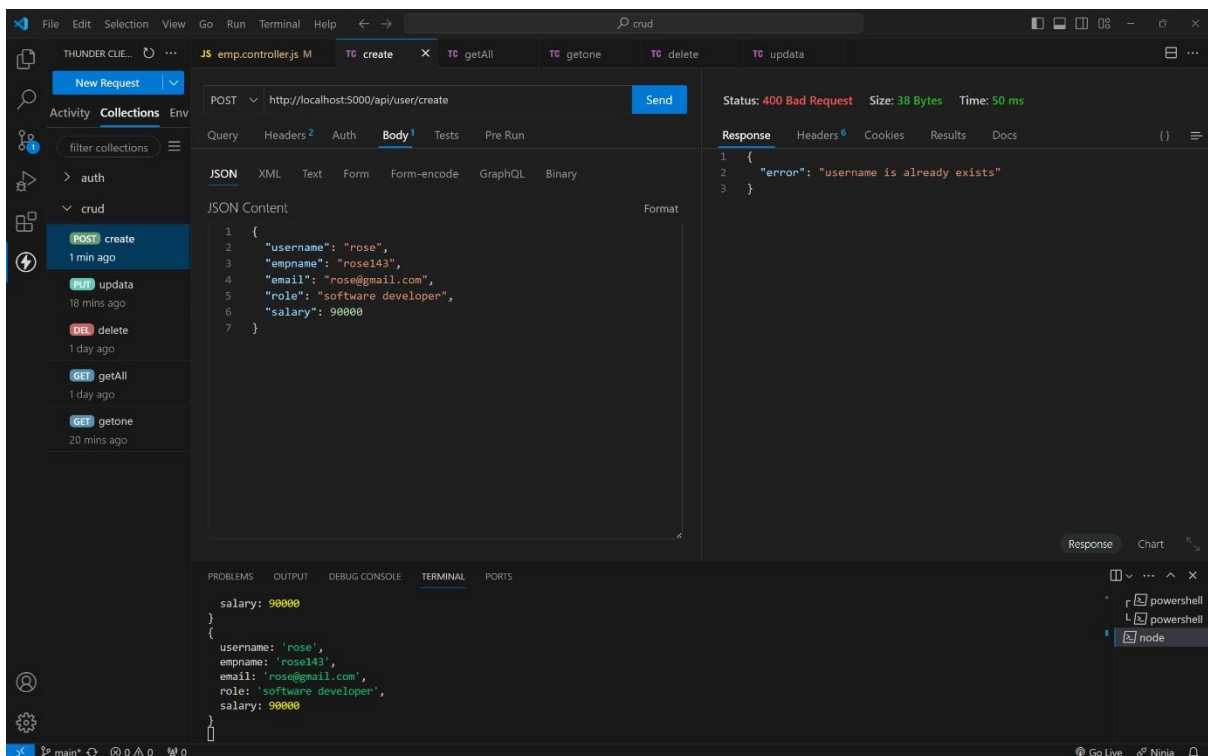 File Edit Selection View Go Run Terminal Help crud
THUNDER CLIE...
New Request
Activity Collections Env
filter collections
auth
crud
POST create
1 min ago
PUT updata
18 mins ago
DEL delete
1 day ago
GET getAll
1 day ago
GET getone
20 mins ago
JS emp.controller.js M TC create TC getAll TC getone TC delete TC updata
POST http://localhost:5000/api/user/create Send
Query Headers 2 Auth Body 1 Tests Pre Run
JSON XML Text Form Form-encode GraphQL Binary
JSON Content Format
1 {
2 "username": "rose",
3 "empname": "rose143",
4 "email": "rose@gmail.com",
5 "role": "software developer",
6 "salary": 90000
7 }
Status: 400 Bad Request Size: 38 Bytes Time: 50 ms
Response Headers 6 Cookies Results Docs {}
1 {
2 "error": "username is already exists"
3 }
Response Chart
PROBLEMS OUTPUT DEBUG CONSOLE TERMINAL PORTS
salary: 90000
}
{
username: 'rose',
empname: 'rose143',
email: 'rose@gmail.com',
role: 'software developer',
salary: 90000
}
powershell
powershell
node
1
main* 0 0 0 Go Live Ninja